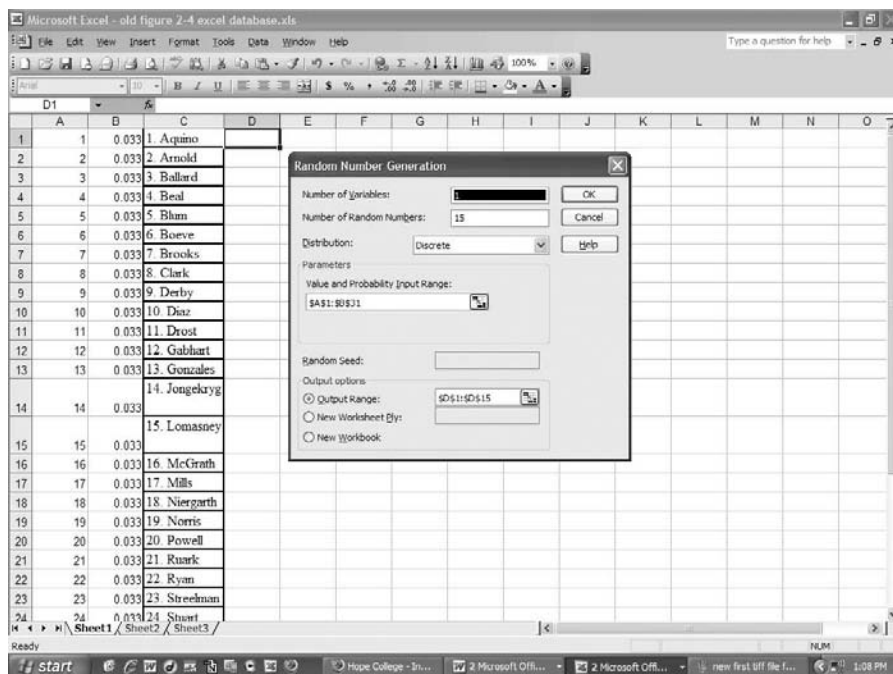 Microsoft Excel - old figure 2-4 excel database.xls
File Edit View Insert Format Tools Data Window Help Type a question for help
100%
Arial 10 B I U $ % , A
D1 fx
A B C D E F G H I J K L M N O
1 1 0.033 1. Aquino
2 2 0.033 2. Arnold
3 3 0.033 3. Ballard
4 4 0.033 4. Beal
5 5 0.033 5. Blum
6 6 0.033 6. Boeve
7 7 0.033 7. Brooks
8 8 0.033 8. Clark
9 9 0.033 9. Derby
10 10 0.033 10. Diaz
11 11 0.033 11. Drost
12 12 0.033 12. Gabhart
13 13 0.033 13. Gonzales
14 14 0.033 14. Jongekryg
15 15 0.033 15. Lomasney
16 16 0.033 16. McGrath
17 17 0.033 17. Mills
18 18 0.033 18. Niergarth
19 19 0.033 19. Norris
20 20 0.033 20. Powell
21 21 0.033 21. Ruark
22 22 0.033 22. Ryan
23 23 0.033 23. Streelman
24 24 0.033 24. Stuart
Random Number Generation
Number of Variables: 1 OK
Number of Random Numbers: 15 Cancel
Distribution: Discrete Help
Parameters
Value and Probability Input Range:
$A$1:$B$31
Random Seed:
Output options
Output Range: $D$1:$D$15
New Worksheet Ply:
New Workbook
Sheet1 / Sheet2 / Sheet3 /
Ready NUM
start Hope College - In... 2 Microsoft Offi... 2 Microsoft Offi... new first tiff file f... 1:08 PM